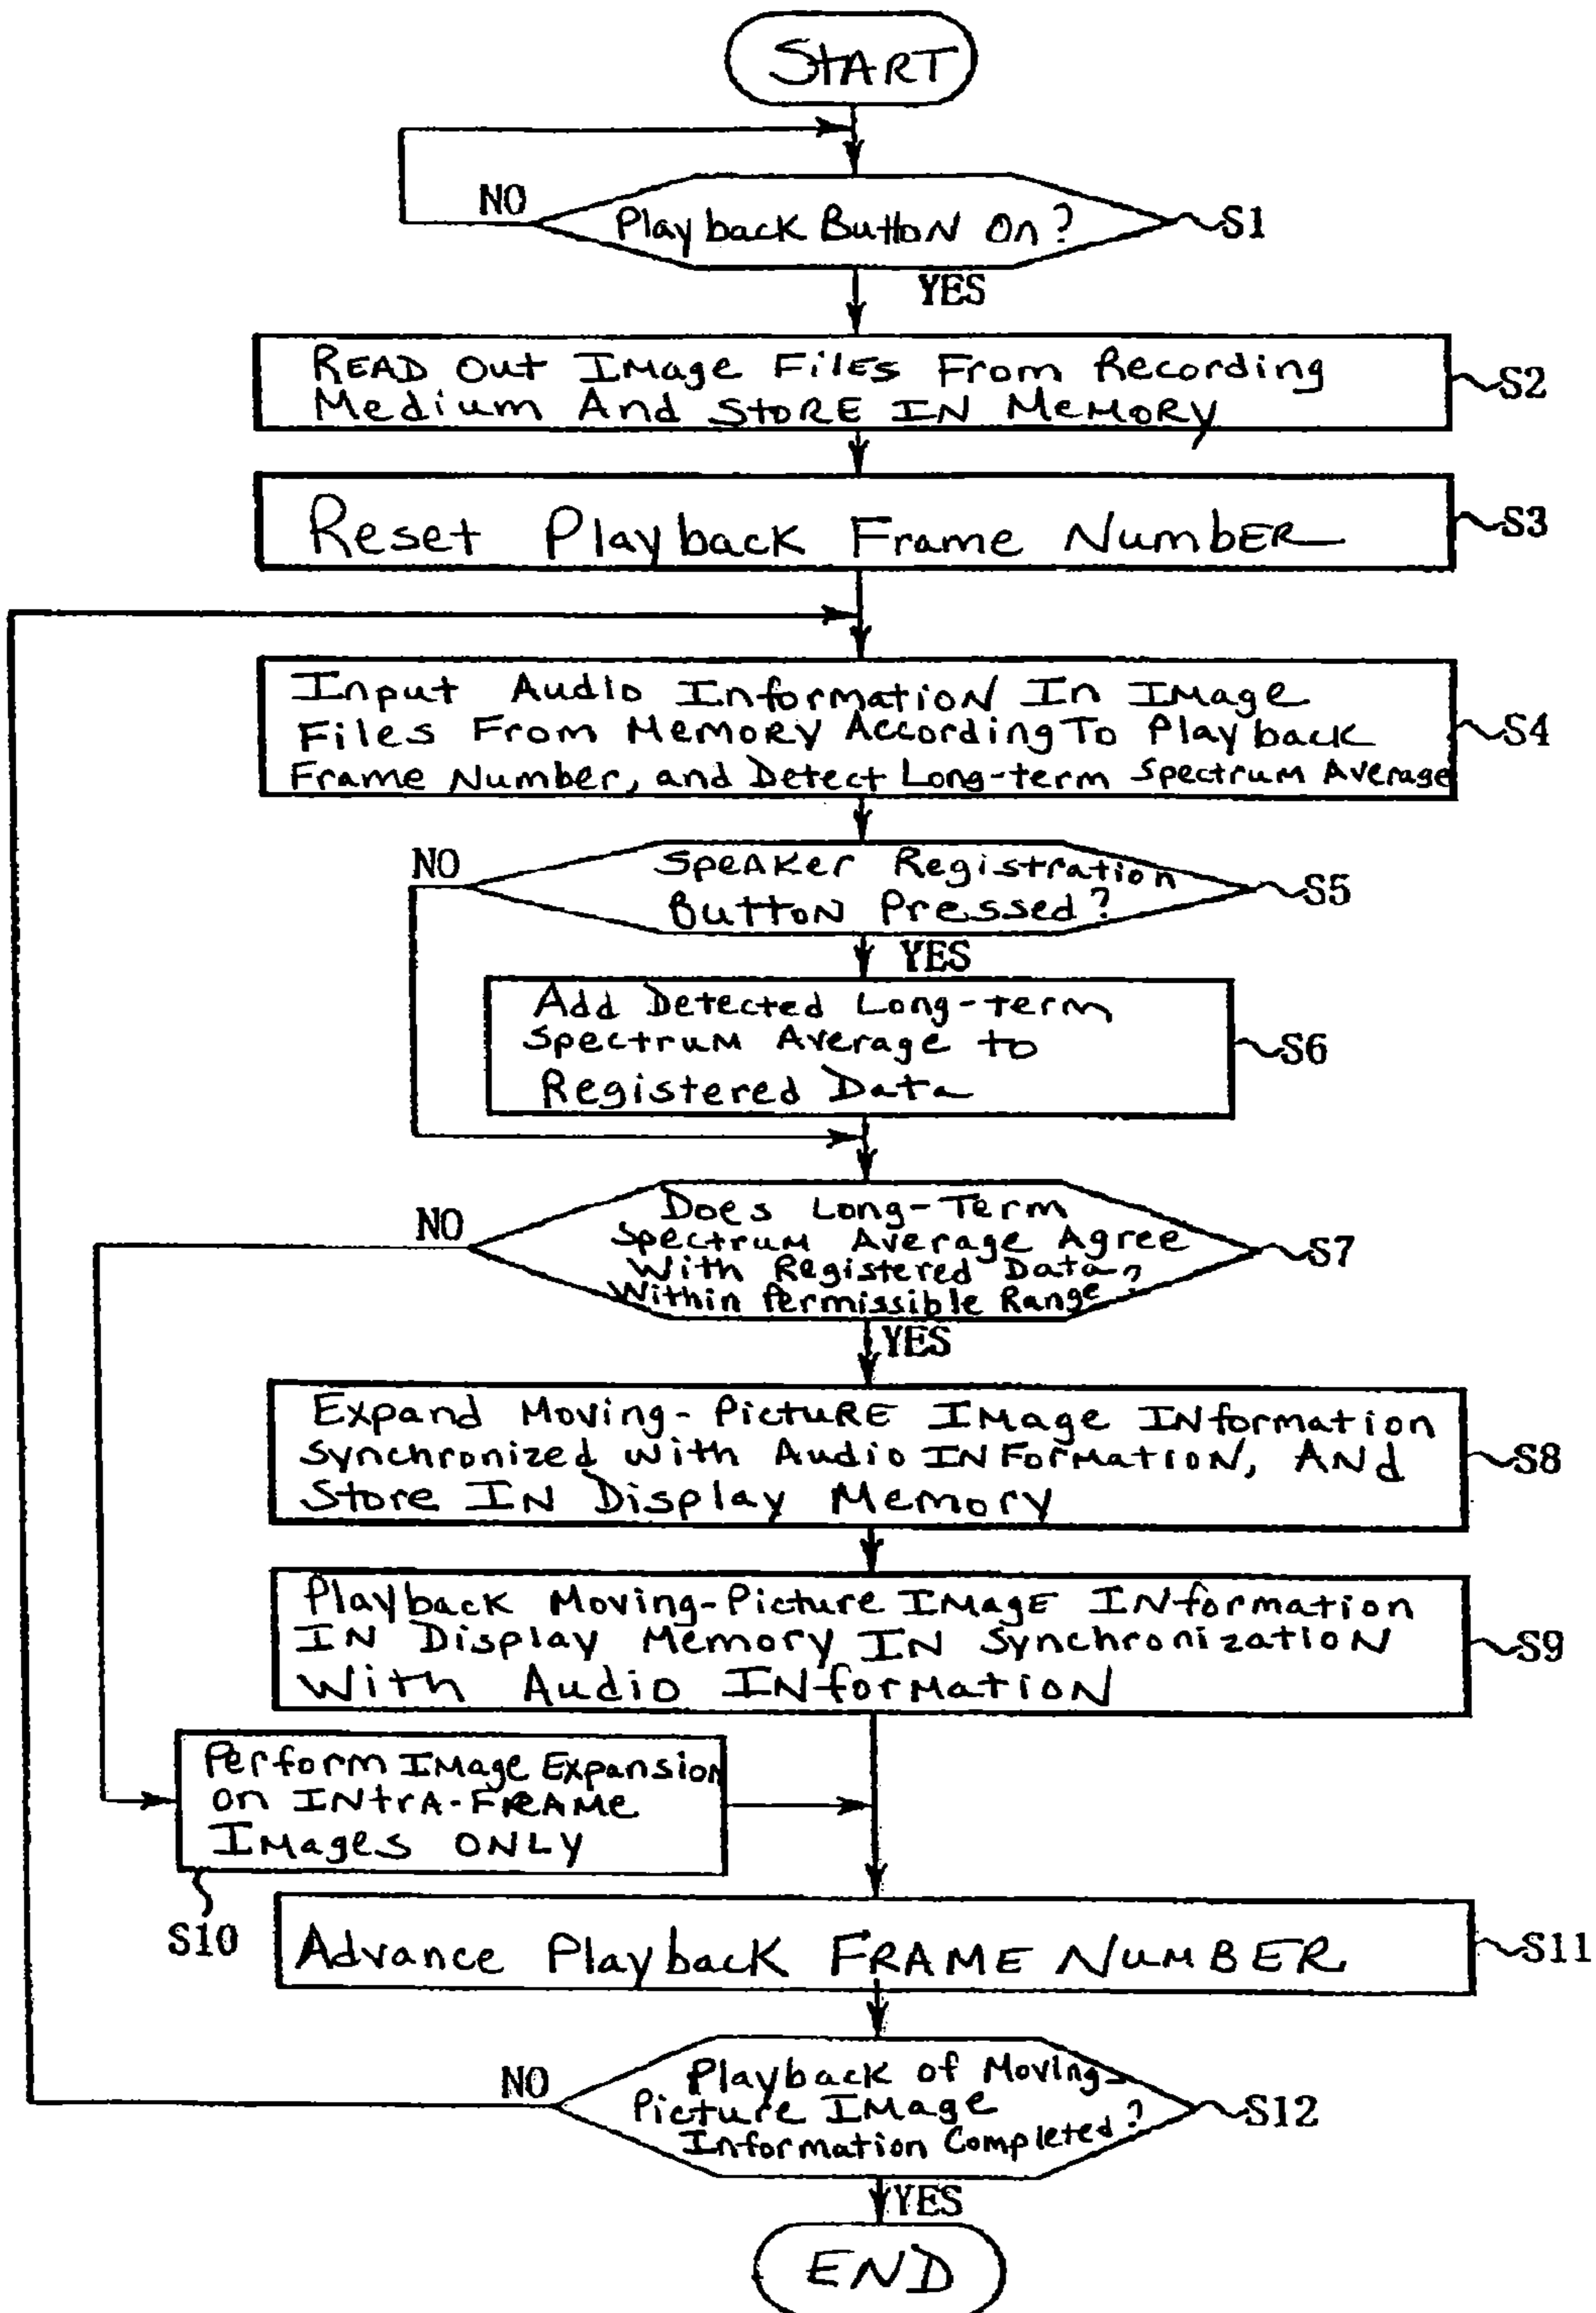 START
NO
Playback Button On?
S1
YES
READ Out Image Files From Recording
Medium And STORE IN MEMORY
S2
Reset Playback Frame Number
S3
Input Audio Information In Image
Files From Memory According To Playback
Frame Number, and Detect Long-term Spectrum Average
S4
NO
Speaker Registration
Button Pressed?
S5
YES
Add Detected Long-term
Spectrum Average to
Registered Data
S6
NO
Does Long-Term
Spectrum Average Agree
With Registered Data
Within Permissible Range?
S7
YES
Expand Moving-Picture Image Information
Synchronized with Audio Information, And
Store In Display Memory
S8
Playback Moving-Picture Image Information
In Display Memory In Synchronization
With Audio Information
S9
Perform Image Expansion
on Intra-Frame
Images ONLY
S10
Advance Playback FRAME NUMBER
S11
NO
Playback of Moving-
Picture Image
Information Completed?
S12
YES
END